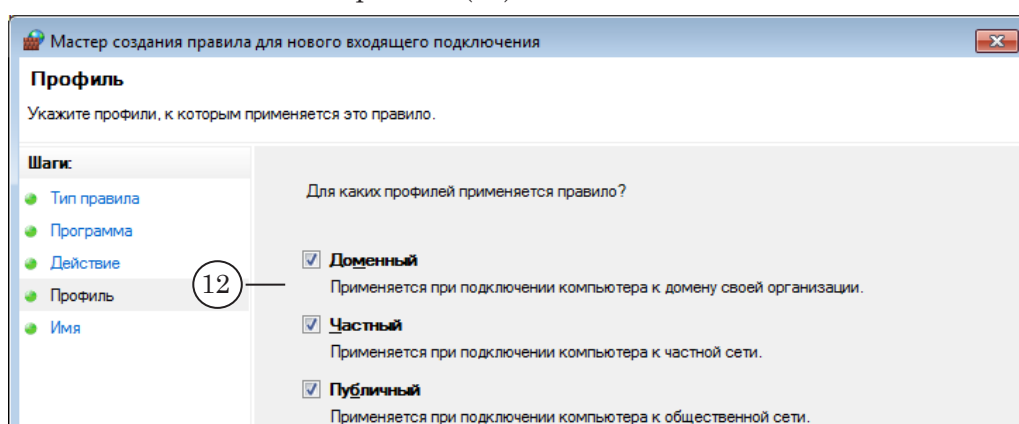 Мастер создания правила для нового входящего подключения
Профиль
Укажите профили, к которым применяется это правило.
Шаги:
Тип правила
Программа
Действие
Профиль
Имя
12
Для каких профилей применяется правило?
Доменный
Применяется при подключении компьютера к домену своей организации.
Частный
Применяется при подключении компьютера к частной сети.
Публичный
Применяется при подключении компьютера к общественной сети.